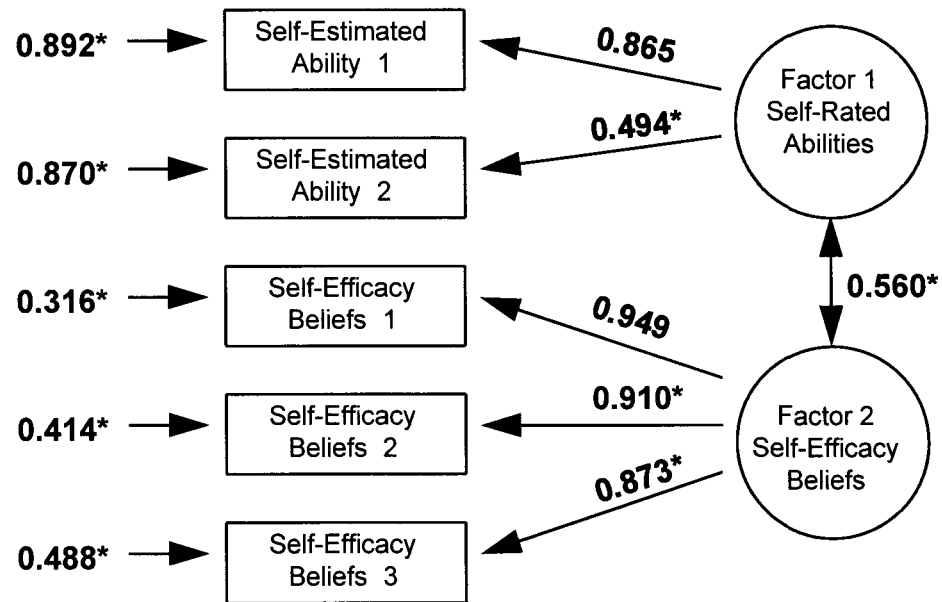 0.892*
Self-Estimated
Ability 1
0.865
Factor 1
Self-Rated
Abilities
0.870*
Self-Estimated
Ability 2
0.494*
0.316*
Self-Efficacy
Beliefs 1
0.949
0.560*
0.414*
Self-Efficacy
Beliefs 2
0.910*
Factor 2
Self-Efficacy
Beliefs
0.488*
Self-Efficacy
Beliefs 3
0.873*